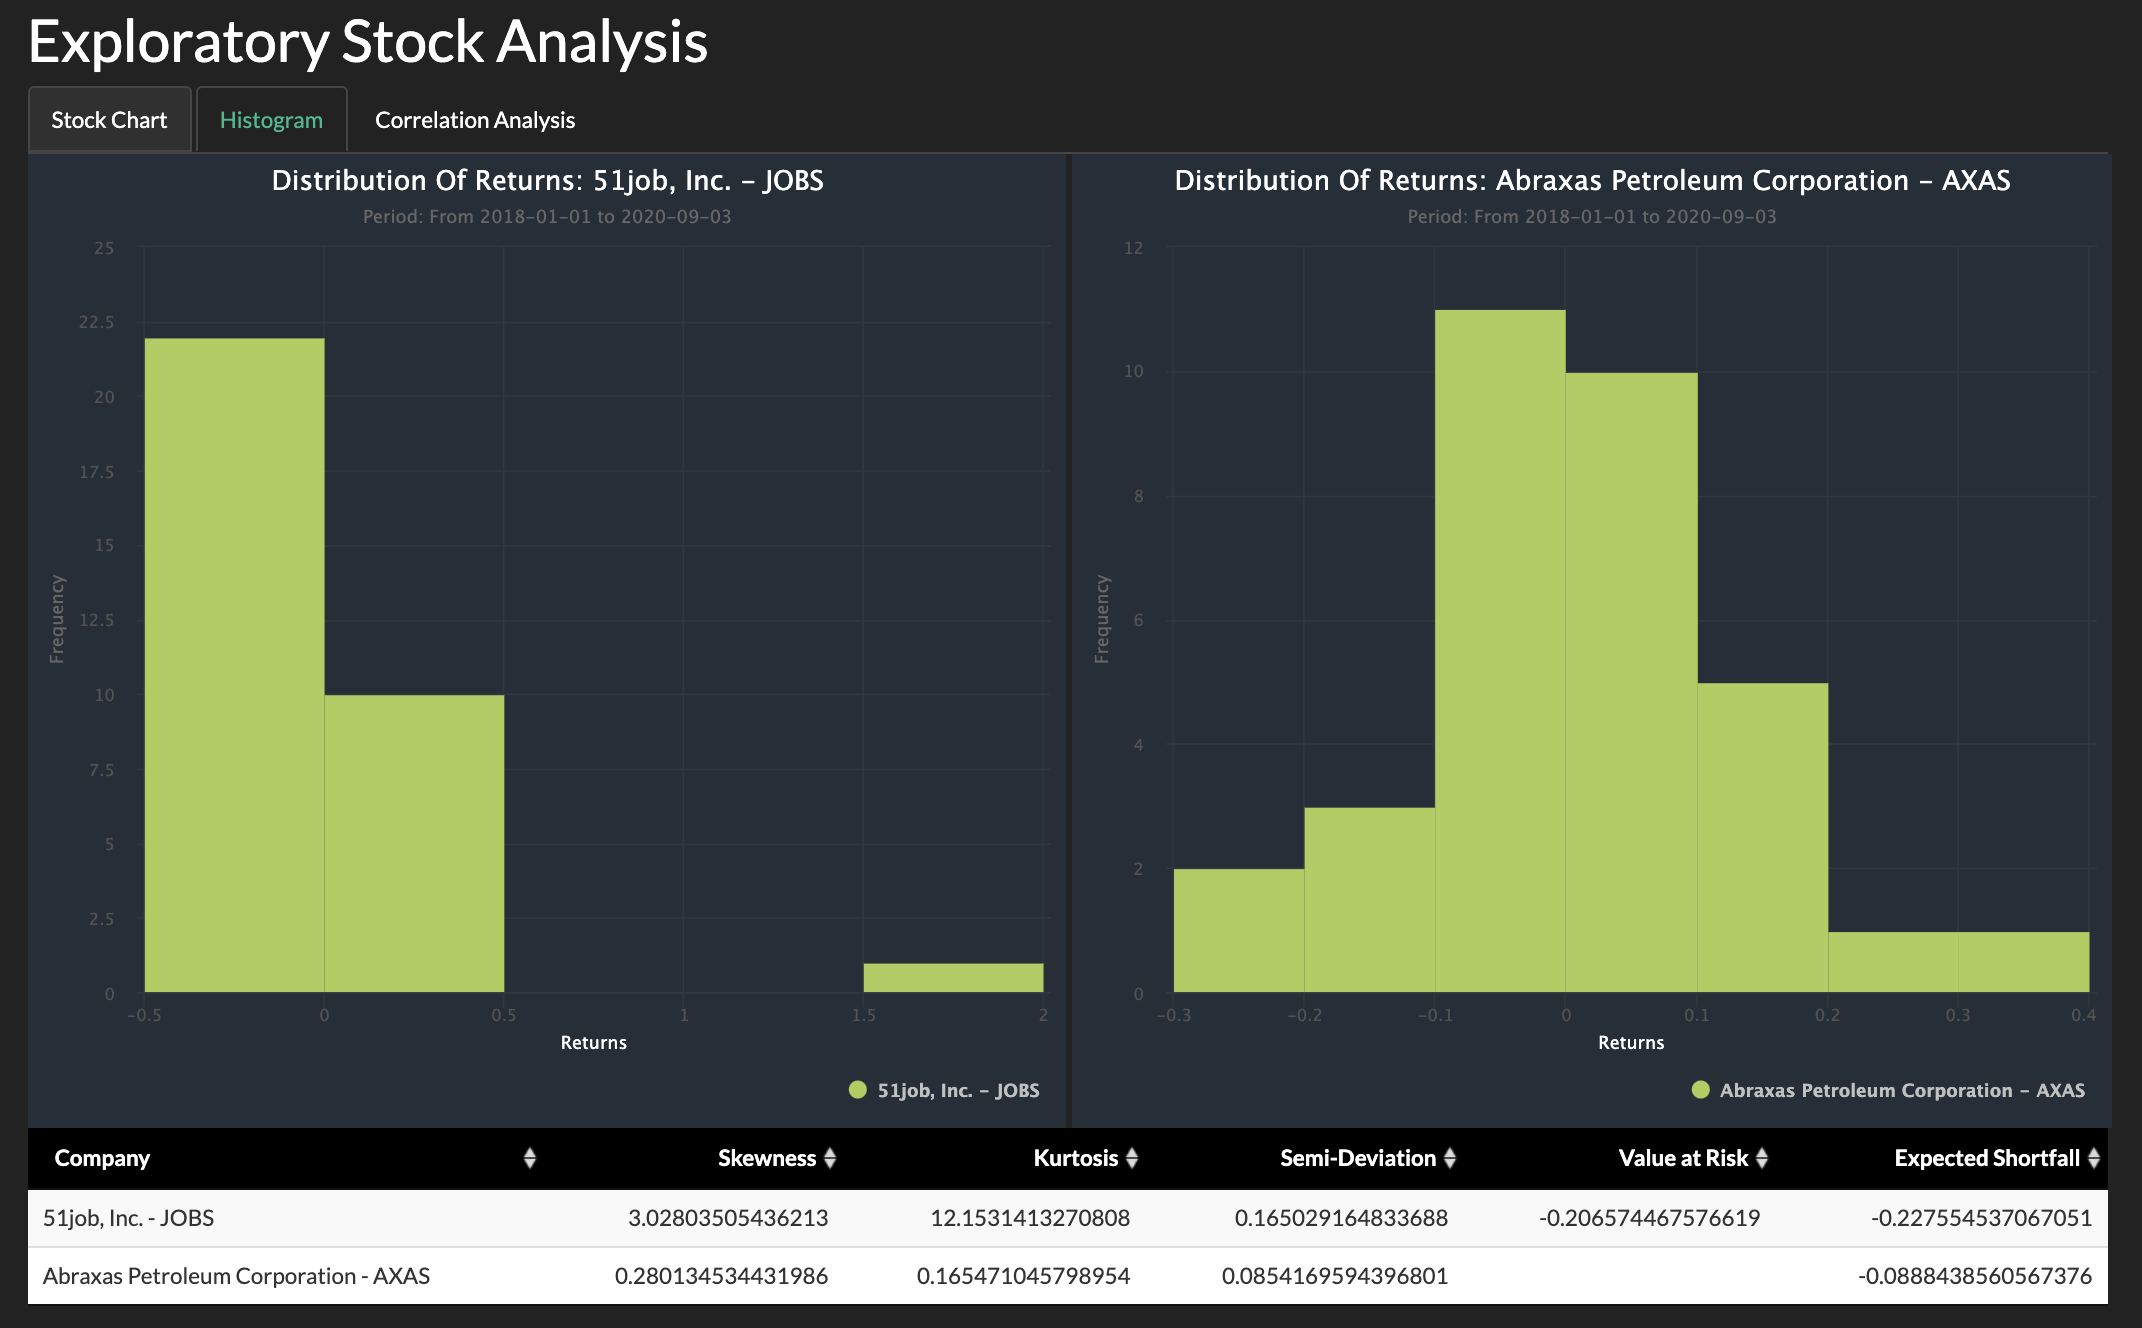 Exploratory Stock Analysis
Stock Chart
Histogram
Correlation Analysis
Distribution Of Returns: 51job, Inc. – JOBS
Period: From 2018-01-01 to 2020-09-03
25
22.5
20
17.5
15
12.5
10
7.5
5
2.5
0
Frequency
-0.5
0
0.5
1
1.5
2
Returns
51job, Inc. – JOBS
Distribution Of Returns: Abraxas Petroleum Corporation – AXAS
Period: From 2018-01-01 to 2020-09-03
12
10
8
6
4
2
0
Frequency
-0.3
-0.2
-0.1
0
0.1
0.2
0.3
0.4
Returns
Abraxas Petroleum Corporation – AXAS
Company Skewness Kurtosis Semi-Deviation Value at Risk Expected Shortfall
51job, Inc. - JOBS 3.02803505436213 12.1531413270808 0.165029164833688 -0.206574467576619 -0.227554537067051
Abraxas Petroleum Corporation - AXAS 0.280134534431986 0.165471045798954 0.0854169594396801 -0.0888438560567376